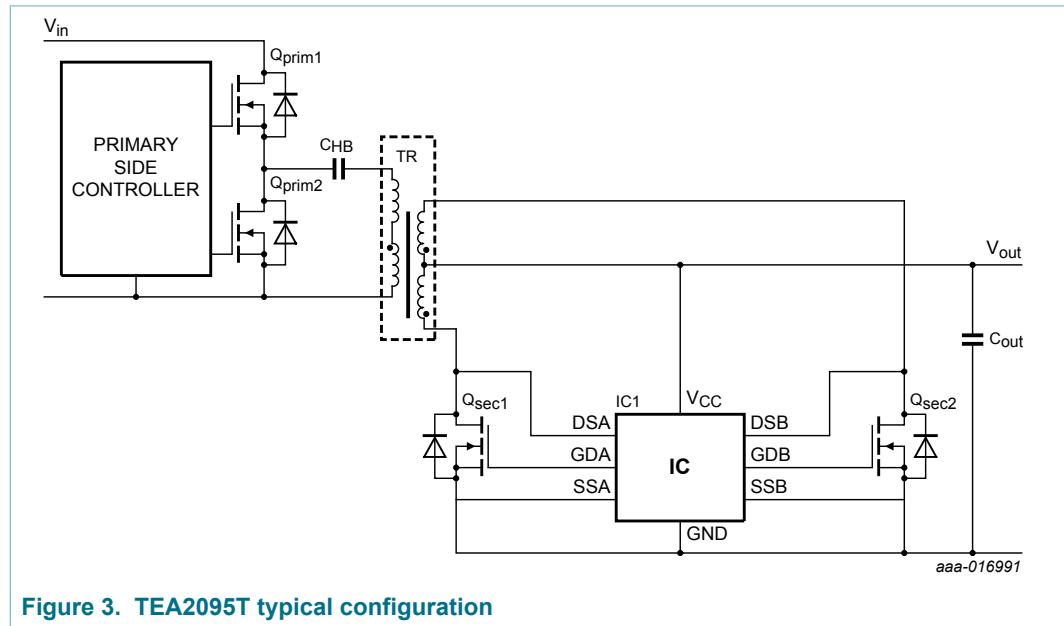 Vin
Qprim1
PRIMARY
SIDE
CONTROLLER
CHB
TR
Qprim2
Vout
Cout
Qsec1
IC1
VCC
Qsec2
DSA
DSB
GDA
IC
GDB
SSA
SSB
GND
aaa-016991
Figure 3. TEA2095T typical configuration